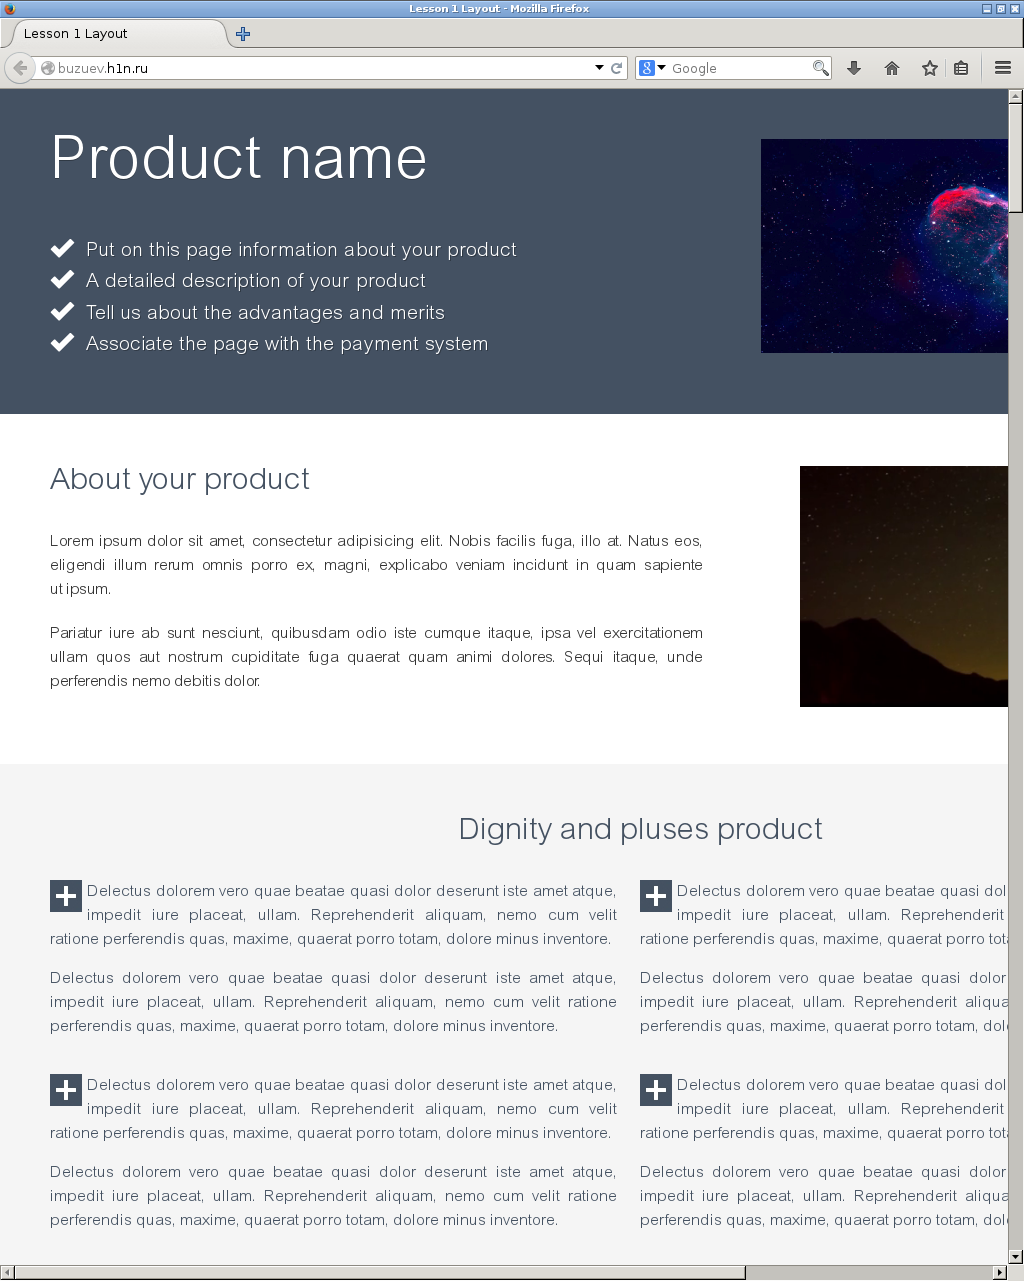 Lesson 1 Layout - Mozilla Firefox
Lesson 1 Layout
buzuev.h1n.ru
Google
Product name
Put on this page information about your product
A detailed description of your product
Tell us about the advantages and merits
Associate the page with the payment system
About your product
Lorem ipsum dolor sit amet, consectetur adipisicing elit. Nobis facilis fuga, illo at. Natus eos,
eligendi illum rerum omnis porro ex, magni, explicabo veniam incidunt in quam sapiente
ut ipsum.
Pariatur iure ab sunt nesciunt, quibusdam odio iste cumque itaque, ipsa vel exercitationem
ullam quos aut nostrum cupiditate fuga quaerat quam animi dolores. Sequi itaque, unde
perferendis nemo debitis dolor.
Dignity and pluses product
Delectus dolorem vero quae beatae quasi dolor deserunt iste amet atque,
impedit iure placeat, ullam. Reprehenderit aliquam, nemo cum velit
ratione perferendis quas, maxime, quaerat porro totam, dolore minus inventore.
Delectus dolorem vero quae beatae quasi dolor deserunt iste amet atque,
impedit iure placeat, ullam. Reprehenderit aliquam, nemo cum velit ratione
perferendis quas, maxime, quaerat porro totam, dolore minus inventore.
Delectus dolorem vero quae beatae quasi dol
impedit iure placeat, ullam. Reprehenderit
ratione perferendis quas, maxime, quaerat porro tota
Delectus dolorem vero quae beatae quasi dolor
impedit iure placeat, ullam. Reprehenderit aliqua
perferendis quas, maxime, quaerat porro totam, dol
Delectus dolorem vero quae beatae quasi dolor deserunt iste amet atque,
impedit iure placeat, ullam. Reprehenderit aliquam, nemo cum velit
ratione perferendis quas, maxime, quaerat porro totam, dolore minus inventore.
Delectus dolorem vero quae beatae quasi dolor deserunt iste amet atque,
impedit iure placeat, ullam. Reprehenderit aliquam, nemo cum velit ratione
perferendis quas, maxime, quaerat porro totam, dolore minus inventore.
Delectus dolorem vero quae beatae quasi dol
impedit iure placeat, ullam. Reprehenderit
ratione perferendis quas, maxime, quaerat porro tota
Delectus dolorem vero quae beatae quasi dolor
impedit iure placeat, ullam. Reprehenderit aliqua
perferendis quas, maxime, quaerat porro totam, dol